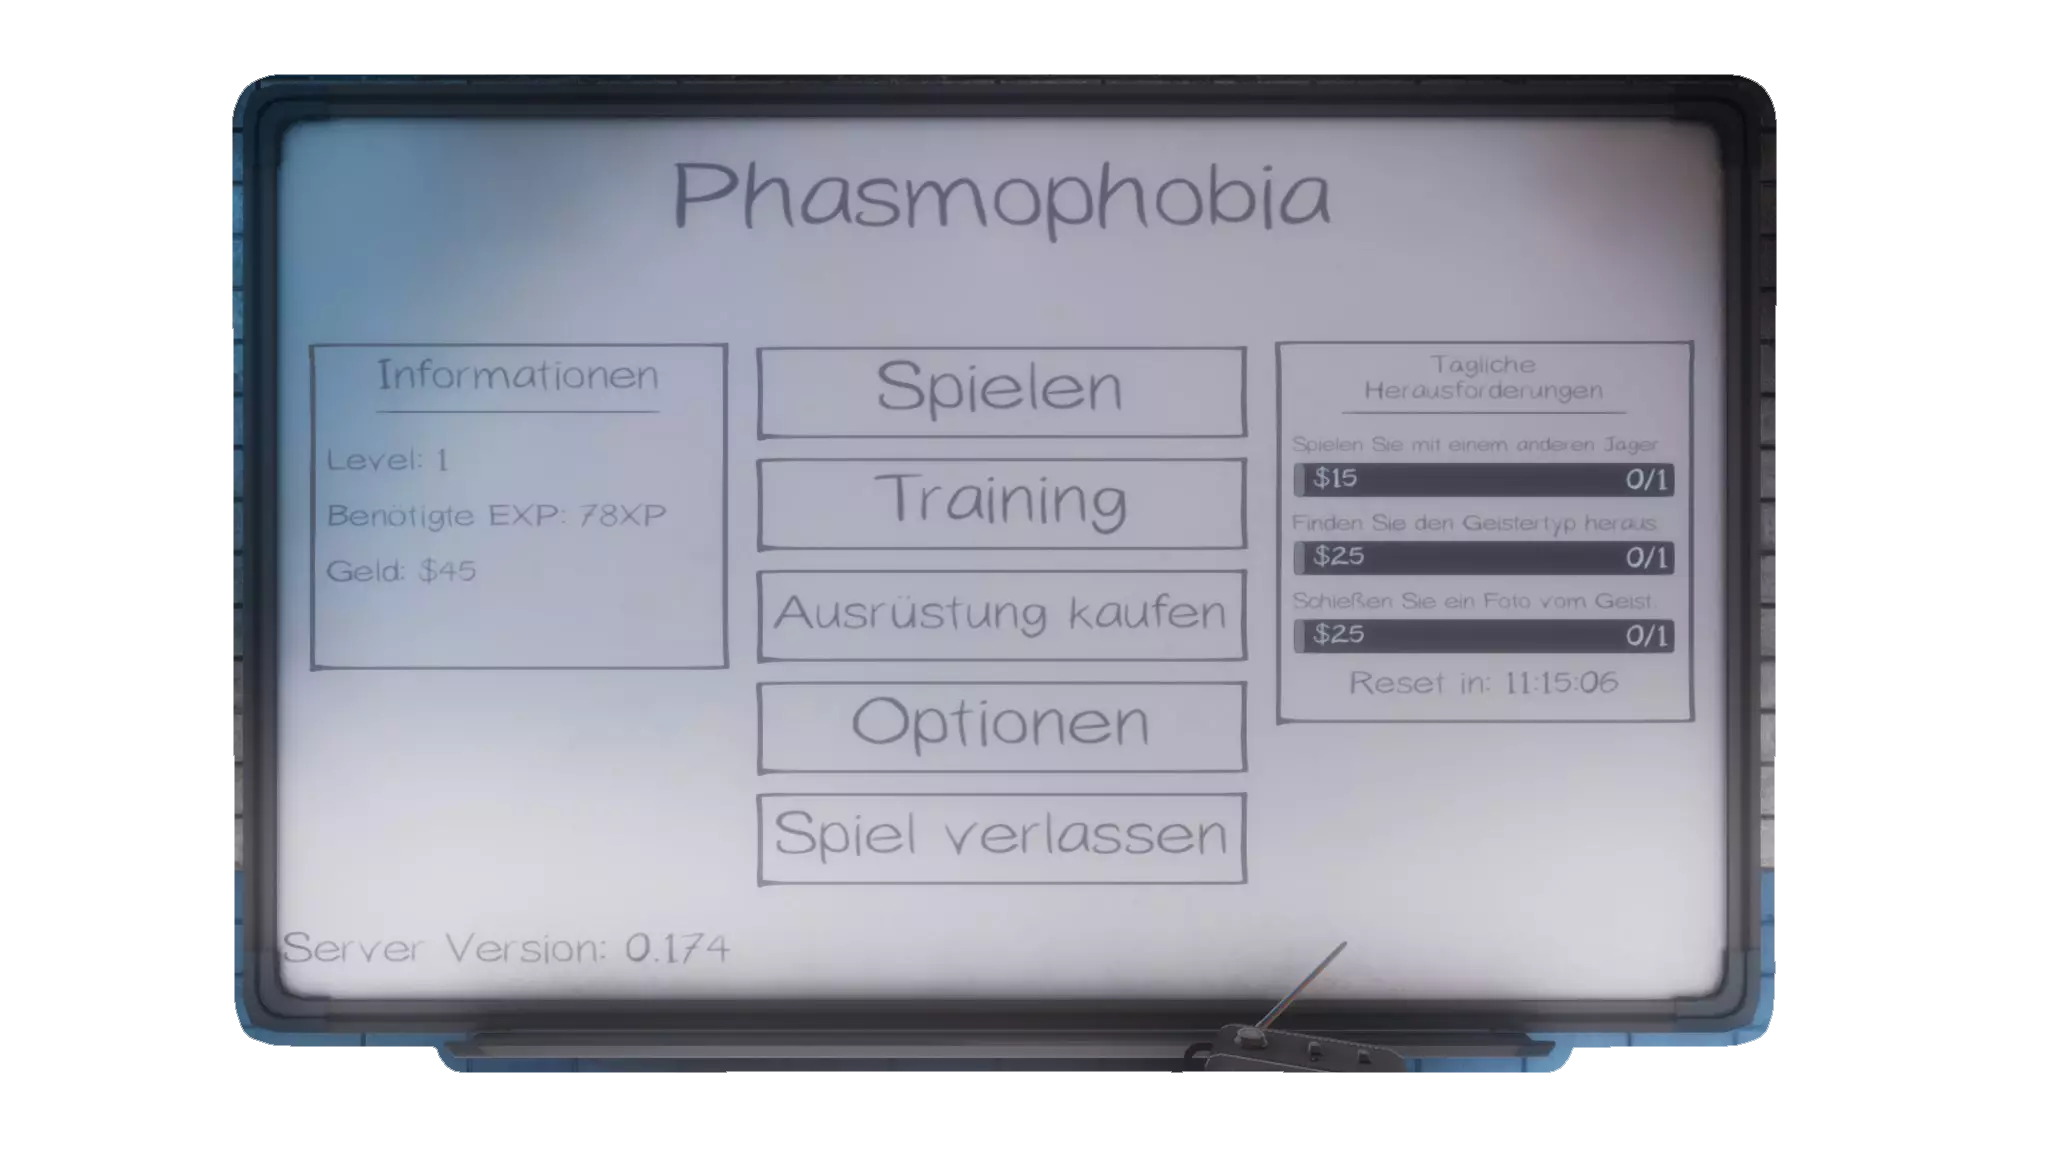 Phasmophobia
Informationen
Level: 1
Benötigte EXP: 78XP
Geld: $45
Spielen
Training
Ausrüstung kaufen
Optionen
Spiel verlassen
Tagliche
Herausforderungen
Spielen Sie mit einem anderen Jager
$15 0/1
Finden Sie den Geistertyp heraus.
$25 0/1
Schießen Sie ein Foto vom Geist.
$25 0/1
Reset in: 11:15:06
Server Version: 0.174